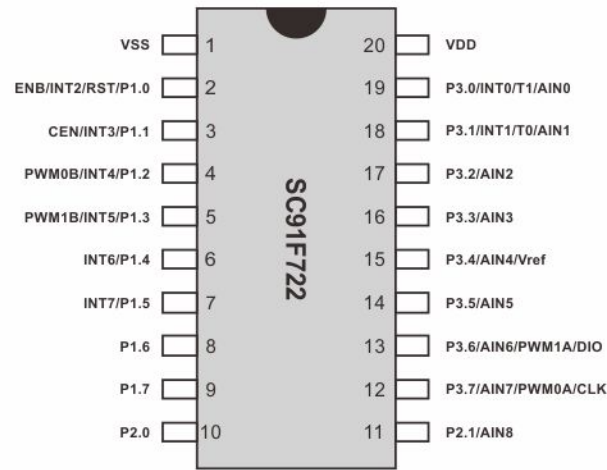 VSS 1 20 VDD
ENB/INT2/RST/P1.0 2 19 P3.0/INT0/T1/AIN0
CEN/INT3/P1.1 3 18 P3.1/INT1/T0/AIN1
PWM0B/INT4/P1.2 4 17 P3.2/AIN2
PWM1B/INT5/P1.3 5 16 P3.3/AIN3
INT6/P1.4 6 15 P3.4/AIN4/Vref
INT7/P1.5 7 14 P3.5/AIN5
P1.6 8 13 P3.6/AIN6/PWM1A/DIO
P1.7 9 12 P3.7/AIN7/PWM0A/CLK
P2.0 10 11 P2.1/AIN8
SC91F722